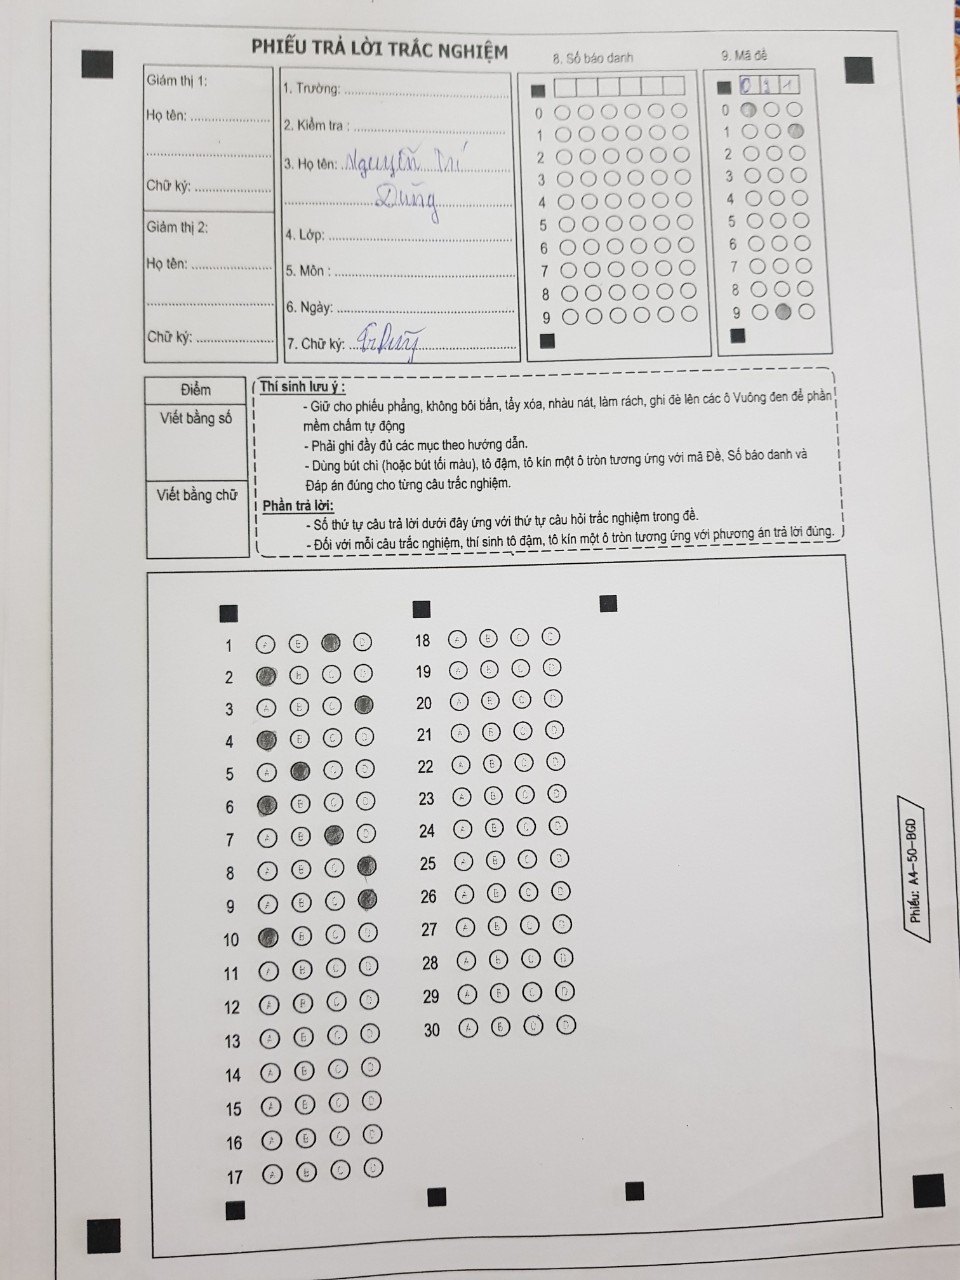 PHIẾU TRẢ LỜI TRẮC NGHIỆM
Giám thị 1:
Họ tên: ....................
Chữ ký: ....................
Giám thị 2:
Họ tên: ....................
Chữ ký: ....................
1. Trường: ....................
2. Kiểm tra : ....................
3. Họ tên: Nguyễn Trí
Dũng
4. Lớp: ....................
5. Môn : ....................
6. Ngày: ....................
7. Chữ ký: ....................
8. Số báo danh
0
1
2
3
4
5
6
7
8
9
9. Mã đề
0 9 1
0
1
2
3
4
5
6
7
8
9
Điểm
Viết bằng số
Viết bằng chữ
Thí sinh lưu ý :
- Giữ cho phiếu phẳng, không bôi bẩn, tẩy xóa, nhàu nát, làm rách, ghi đè lên các ô Vuông đen để phần
mềm chấm tự động
- Phải ghi đầy đủ các mục theo hướng dẫn.
- Dùng bút chì (hoặc bút tối màu), tô đậm, tô kín một ô tròn tương ứng với mã Đề, Số báo danh và
Đáp án đúng cho từng câu trắc nghiệm.
Phần trả lời:
- Số thứ tự câu trả lời dưới đây ứng với thứ tự câu hỏi trắc nghiệm trong đề.
- Đối với mỗi câu trắc nghiệm, thí sinh tô đậm, tô kín một ô tròn tương ứng với phương án trả lời đúng.
1 A B D
2 B C D
3 A B C
4 B C D
5 A C D
6 B C D
7 A B D
8 A B C
9 A B C
10 B C D
11 A B C D
12 A B C D
13 A B C D
14 A B C D
15 A B C D
16 A B C D
17 A B C D
18 A B C D
19 A B C D
20 A B C D
21 A B C D
22 A B C D
23 A B C D
24 A B C D
25 A B C D
26 A B C D
27 A B C D
28 A B C D
29 A B C D
30 A B C D
Phiếu: A4-50-BGD